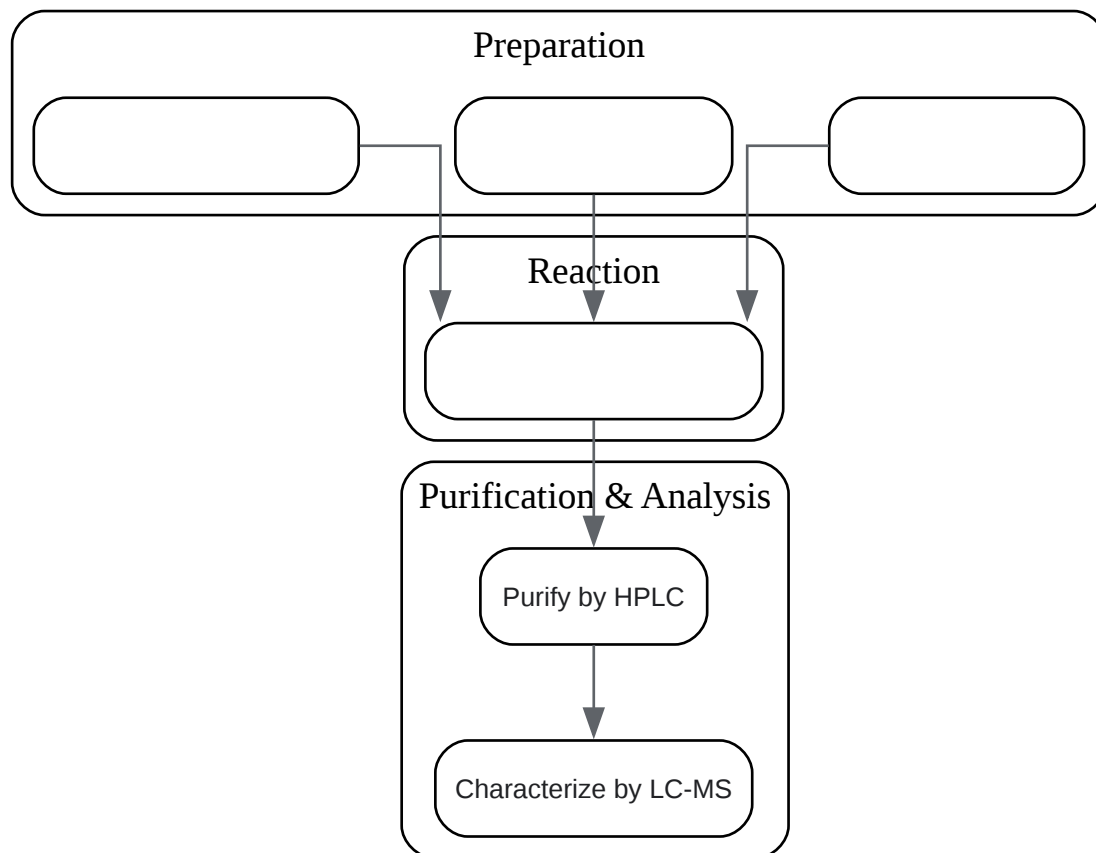 Preparation
Reaction
Purification & Analysis
Purify by HPLC
Characterize by LC-MS